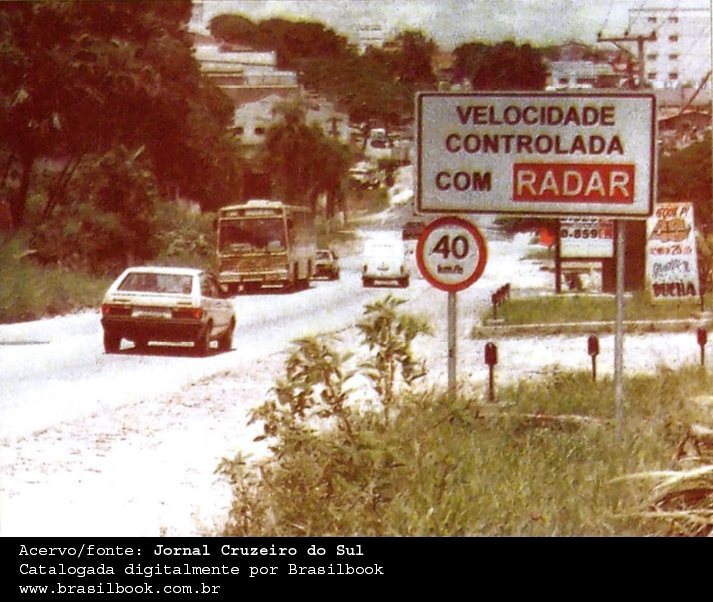 VELOCIDADE
CONTROLADA
COM RADAR
40
km/h
Acervo/fonte: Jornal Cruzeiro do Sul
Catalogada digitalmente por Brasilbook
www.brasilbook.com.br